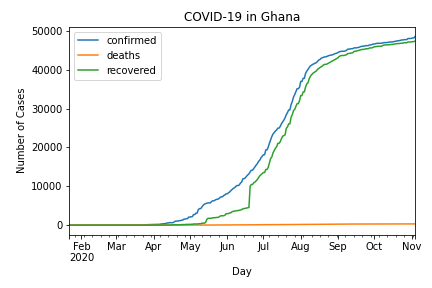 COVID-19 in Ghana
confirmed
deaths
recovered
Number of Cases
50000
40000
30000
20000
10000
0
Feb Mar Apr May Jun Jul Aug Sep Oct Nov
2020
Day